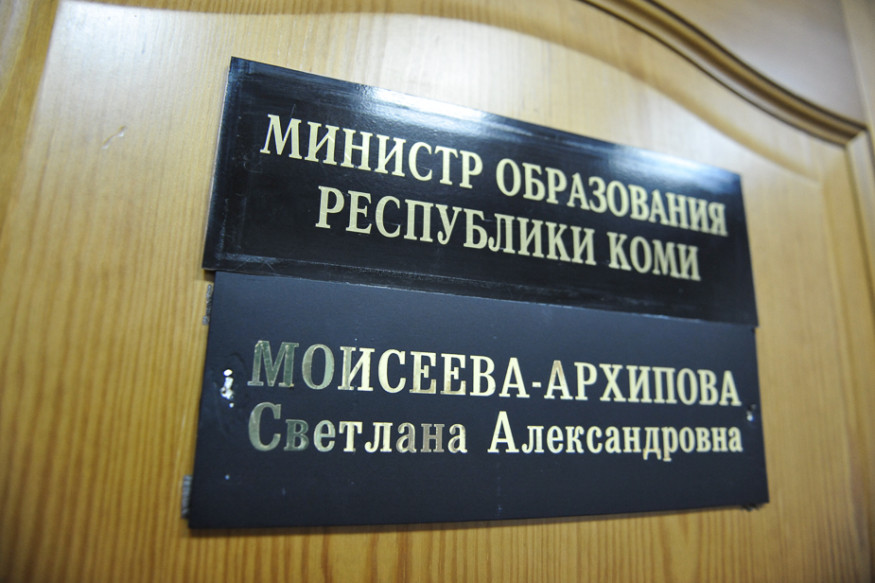 МИНИСТР ОБРАЗОВАНИЯ
РЕСПУБЛИКИ КОМИ
МОИСЕЕВА-АРХИПОВА
Светлана Александровна